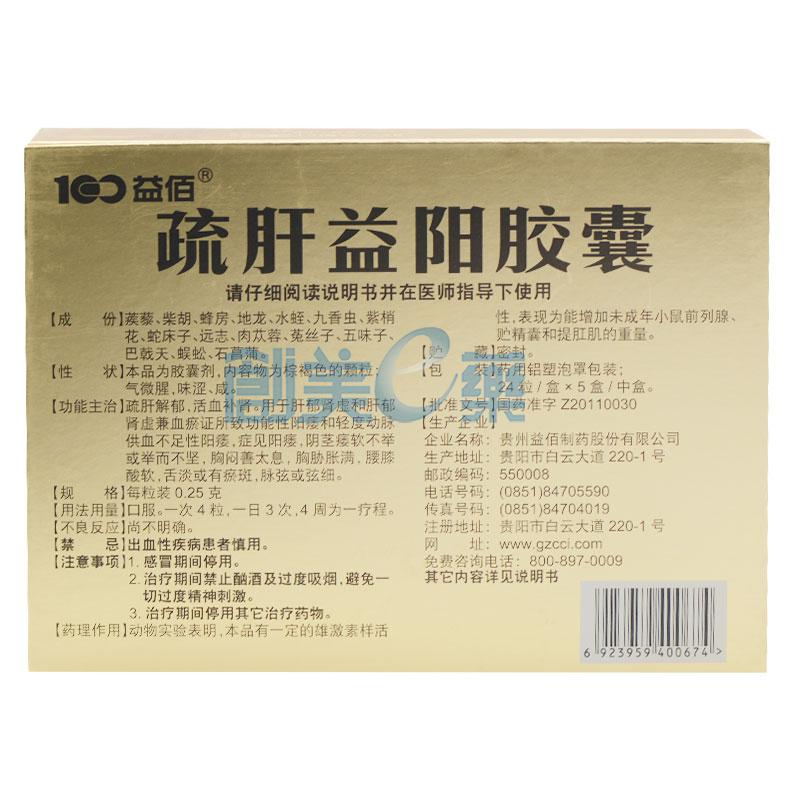 100 益佰®
疏肝益阳胶囊
请仔细阅读说明书并在医师指导下使用
【成 份】蒺藜、柴胡、蜂房、地龙、水蛭、九香虫、紫梢
花、蛇床子、远志、肉苁蓉、菟丝子、五味子、
巴戟天、蜈蚣、石菖蒲。
【性 状】本品为胶囊剂，内容物为棕褐色的颗粒；
气微腥，味涩、咸。
【功能主治】疏肝解郁，活血补肾。用于肝郁肾虚和肝郁
肾虚兼血瘀证所致功能性阳痿和轻度动脉
供血不足性阳痿，症见阳痿，阴茎痿软不举
或举而不坚，胸闷善太息，胸胁胀满，腰膝
酸软，舌淡或有瘀斑，脉弦或弦细。
【规 格】每粒装 0.25 克
【用法用量】口服。一次 4 粒，一日 3 次，4 周为一疗程。
【不良反应】尚不明确。
【禁 忌】出血性疾病患者慎用。
【注意事项】1. 感冒期间停用。
2. 治疗期间禁止酗酒及过度吸烟，避免一
切过度精神刺激。
3. 治疗期间停用其它治疗药物。
【药理作用】动物实验表明，本品有一定的雄激素样活
性，表现为能增加未成年小鼠前列腺、
贮精囊和提肛肌的重量。
【贮 藏】密封。
【包 装】药用铝塑泡罩包装；
24 粒 / 盒 × 5 盒 / 中盒。
【批准文号】国药准字 Z20110030
【生产企业】
企业名称：贵州益佰制药股份有限公司
生产地址：贵阳市白云大道 220-1 号
邮政编码：550008
电话号码：(0851)84705590
传真号码：(0851)84704019
注册地址：贵阳市白云大道 220-1 号
网 址：www.gzcci.com
免费咨询电话：800-897-0009
其它内容详见说明书
6 923959 400674 >
創美e藥